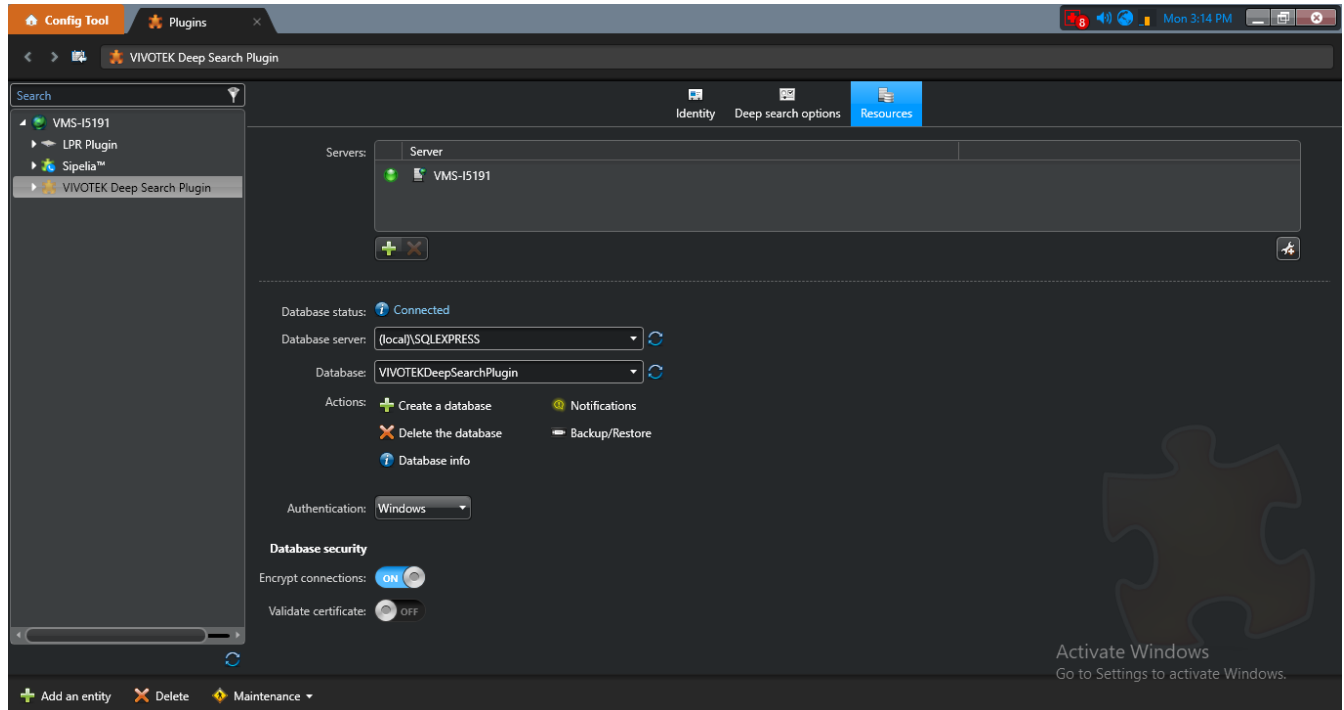 Config Tool
Plugins
8
Mon 3:14 PM
VIVOTEK Deep Search Plugin
Search
VMS-I5191
LPR Plugin
Sipelia™
VIVOTEK Deep Search Plugin
Identity
Deep search options
Resources
Servers:
Server
VMS-I5191
Database status:
Connected
Database server:
(local)\SQLEXPRESS
Database:
VIVOTEKDeepSearchPlugin
Actions:
Create a database
Notifications
Delete the database
Backup/Restore
Database info
Authentication:
Windows
Database security
Encrypt connections:
ON
Validate certificate:
OFF
Activate Windows
Go to Settings to activate Windows.
Add an entity
Delete
Maintenance